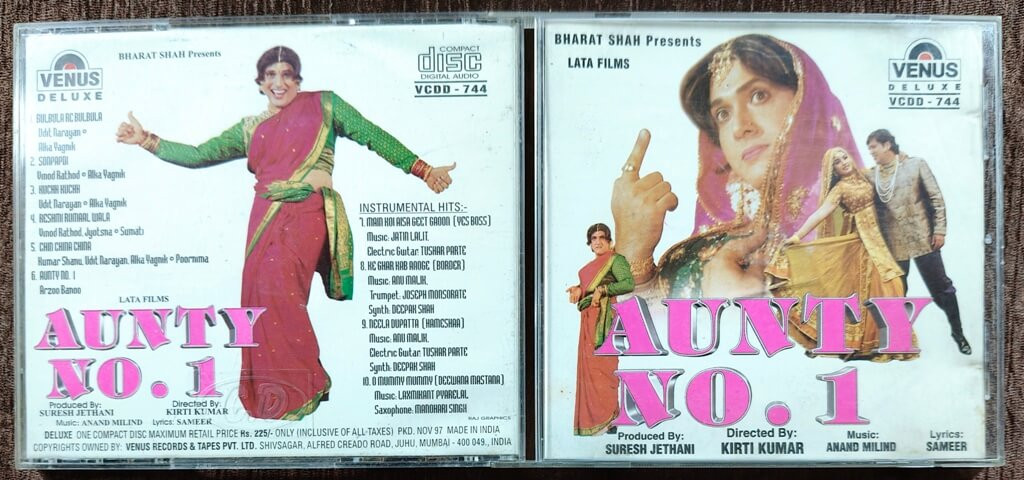 VENUS
DELUXE
BHARAT SHAH Presents
COMPACT
disc
DIGITAL AUDIO
VCDD - 744
1. BULBULA RE BULBULA
Udit Narayan
Alka Yagnik
2. SONPAPDI
Vinod Rathod Alka Yagnik
3. KUCHH KUCHH
Udit Narayan Alka Yagnik
4. RESHMI RUMAAL WALA
Vinod Rathod, Jyotsna Sumati
5. CHIN CHINA CHINA
Kumar Shanu, Udit Narayan, Alka Yagnik Poornima
6. AUNTY NO. 1
Arzoo Banoo
LATA FILMS
AUNTY
NO. 1
Produced By:
SURESH JETHANI
Directed By:
KIRTI KUMAR
Music: ANAND MILIND Lyrics: SAMEER
INSTRUMENTAL HITS:-
7. MAIN KOI AISA GEET GAOON (YES BOSS)
Music: JATIN LALIT,
Electric Guitar: TUSHAR PARTE
8. KE GHAR KAB AAOGE (BORDER)
Music: ANU MALIK,
Trumpet: JOSEPH MONSORATE
Synth: DEEPAK SHAH
9. NEELA DUPATTA (HAMESHAA)
Music: ANU MALIK,
Electric Guitar: TUSHAR PARTE
Synth: DEEPAK SHAH
10. O MUMMY MUMMY (DEEWANA MASTANA)
Music: LAXMIKANT PYARELAL
Saxophone: MANOHARI SINGH
RAJ GRAPHICS
DELUXE ONE COMPACT DISC MAXIMUM RETAIL PRICE Rs. 225/- ONLY (INCLUSIVE OF ALL-TAXES) PKD. NOV 97 MADE IN INDIA
COPYRIGHTS OWNED BY: VENUS RECORDS & TAPES PVT. LTD. SHIVSAGAR, ALFRED CREADO ROAD, JUHU, MUMBAI - 400 049., INDIA
BHARAT SHAH Presents
LATA FILMS
VENUS
DELUXE
VCDD - 744
AUNTY
NO. 1
Produced By:
SURESH JETHANI
Directed By:
KIRTI KUMAR
Music:
ANAND MILIND
Lyrics:
SAMEER